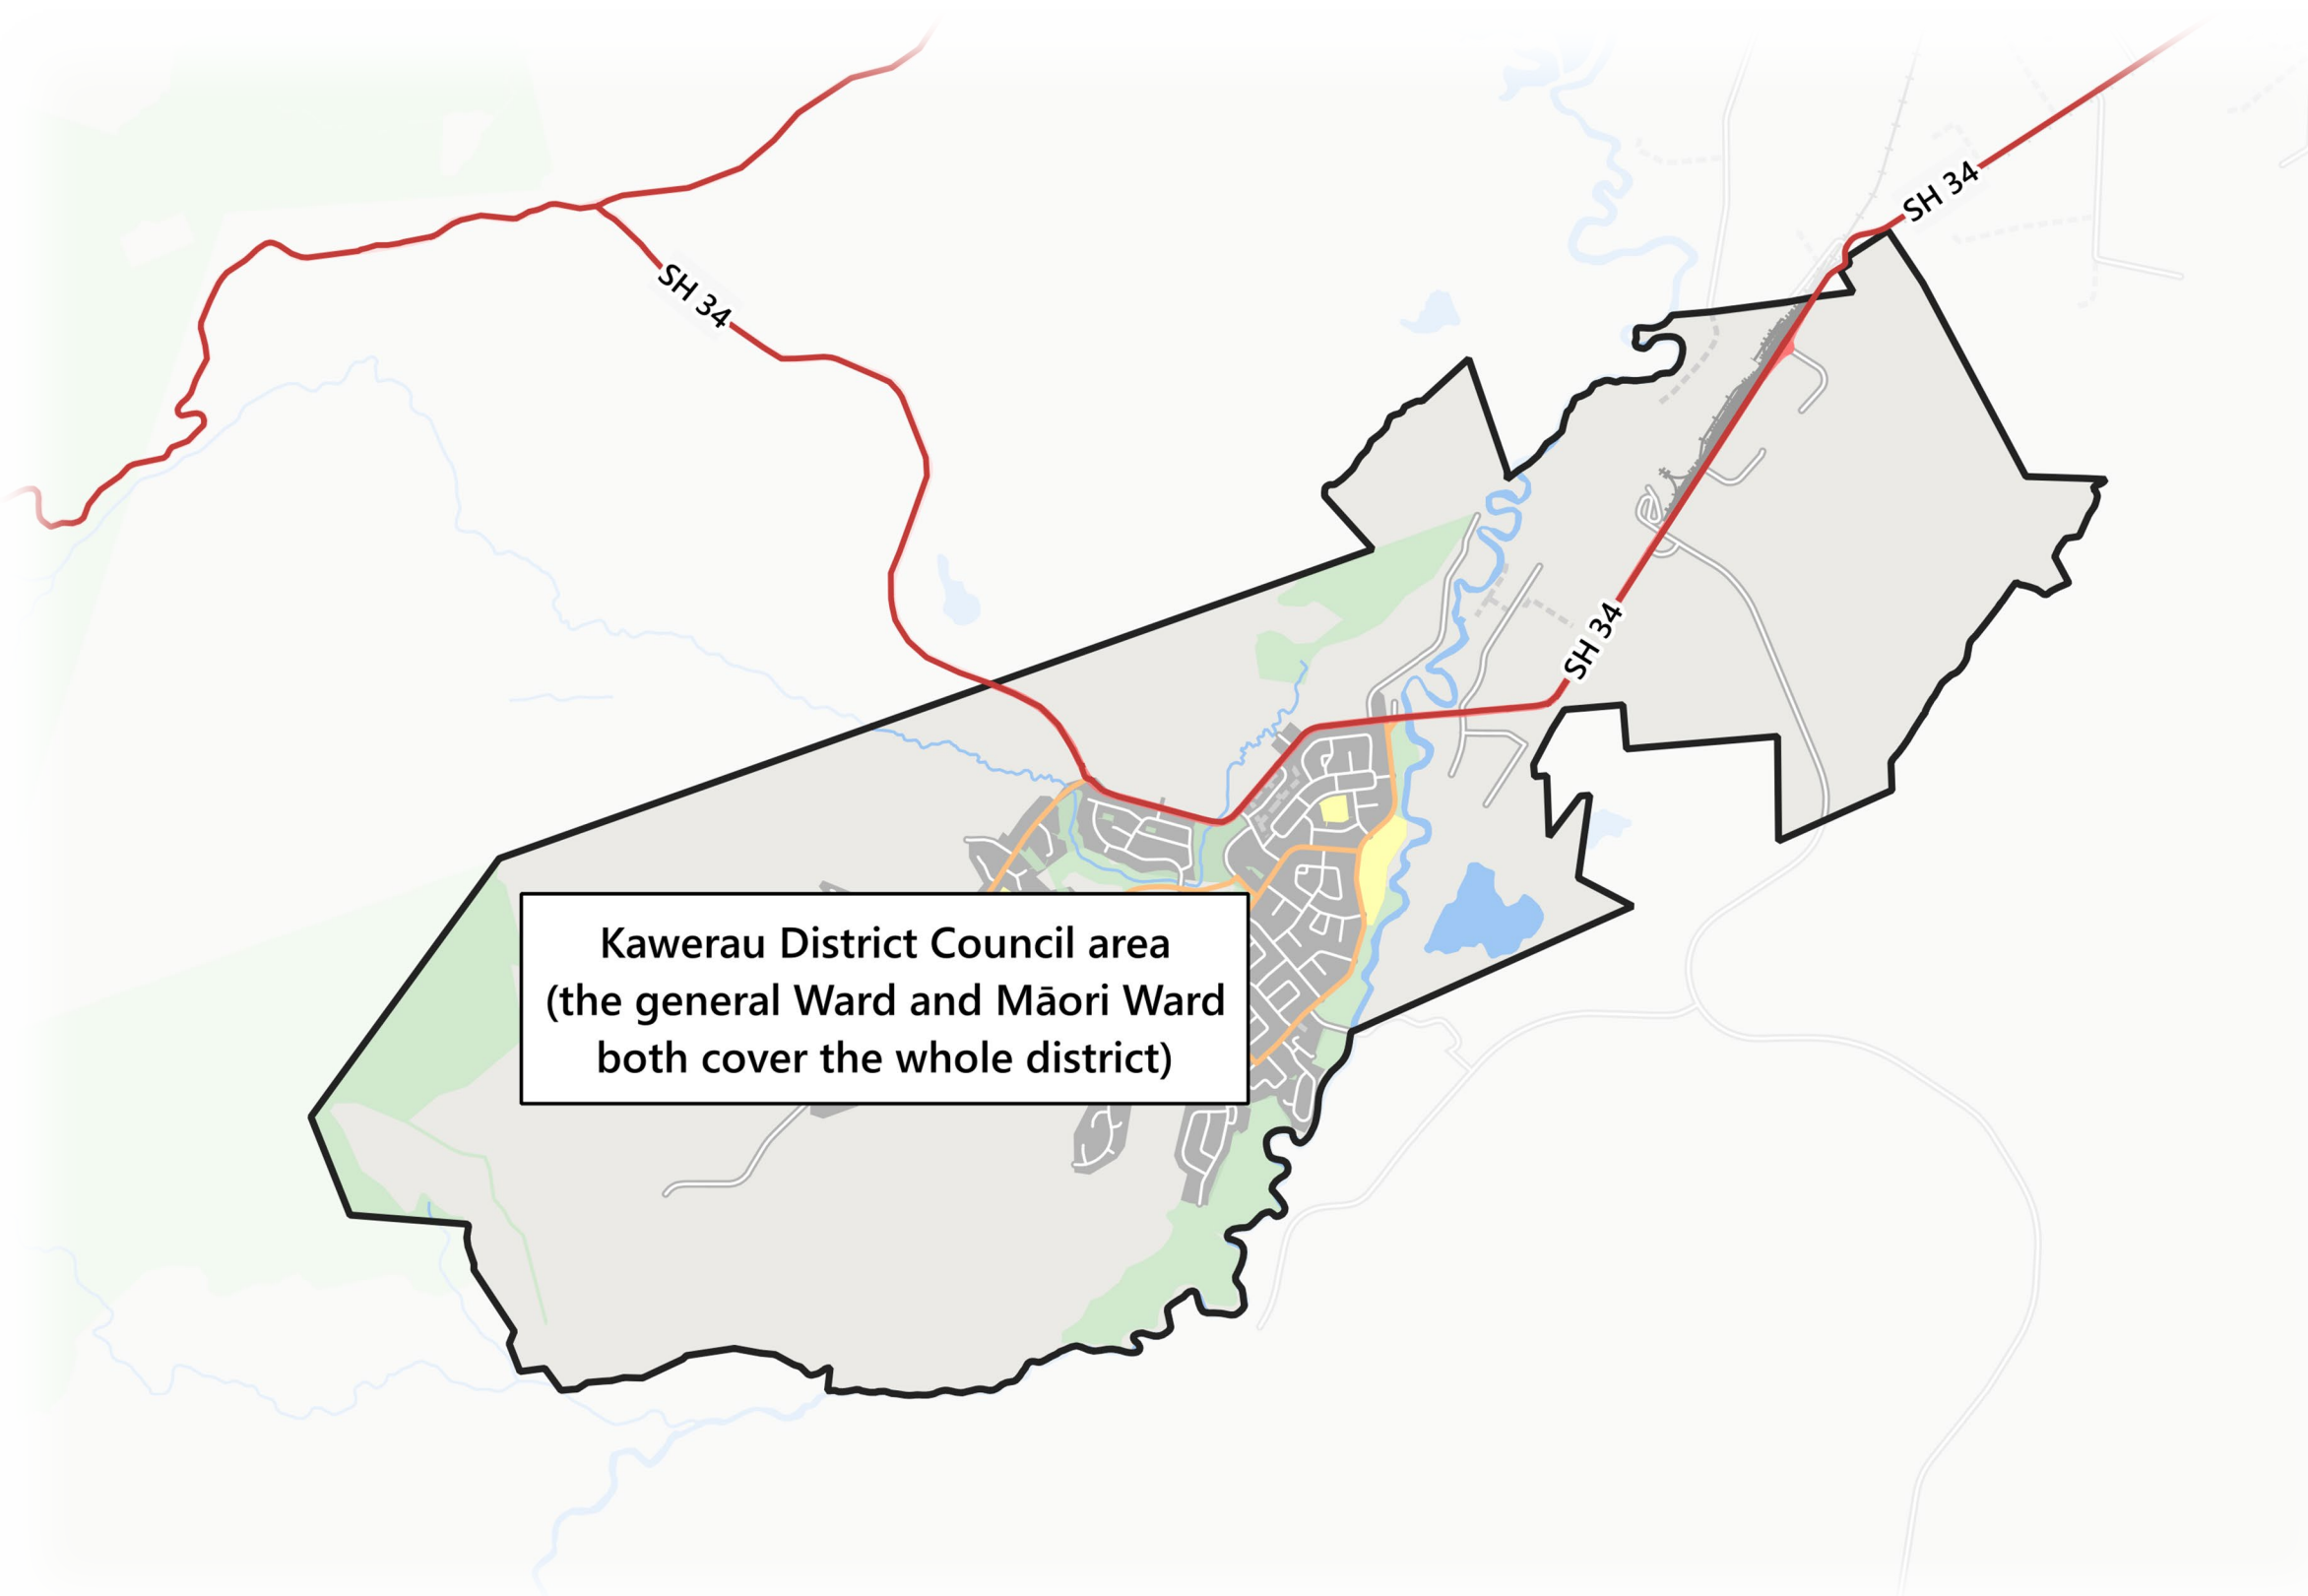 SH 34
SH 34
SH 34
Kawerau District Council area
(the general Ward and Māori Ward
both cover the whole district)